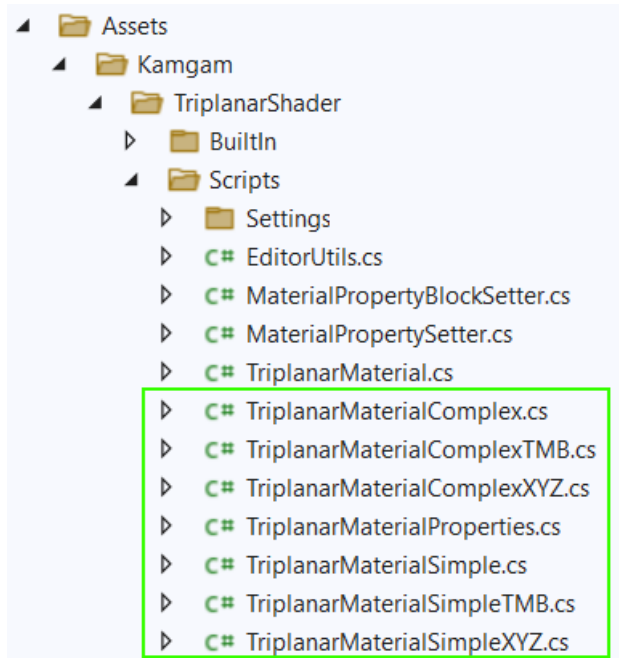 Assets
Kamgam
TriplanarShader
BuiltIn
Scripts
Settings
C# EditorUtils.cs
C# MaterialPropertyBlockSetter.cs
C# MaterialPropertySetter.cs
C# TriplanarMaterial.cs
C# TriplanarMaterialComplex.cs
C# TriplanarMaterialComplexTMB.cs
C# TriplanarMaterialComplexXYZ.cs
C# TriplanarMaterialProperties.cs
C# TriplanarMaterialSimple.cs
C# TriplanarMaterialSimpleTMB.cs
C# TriplanarMaterialSimpleXYZ.cs